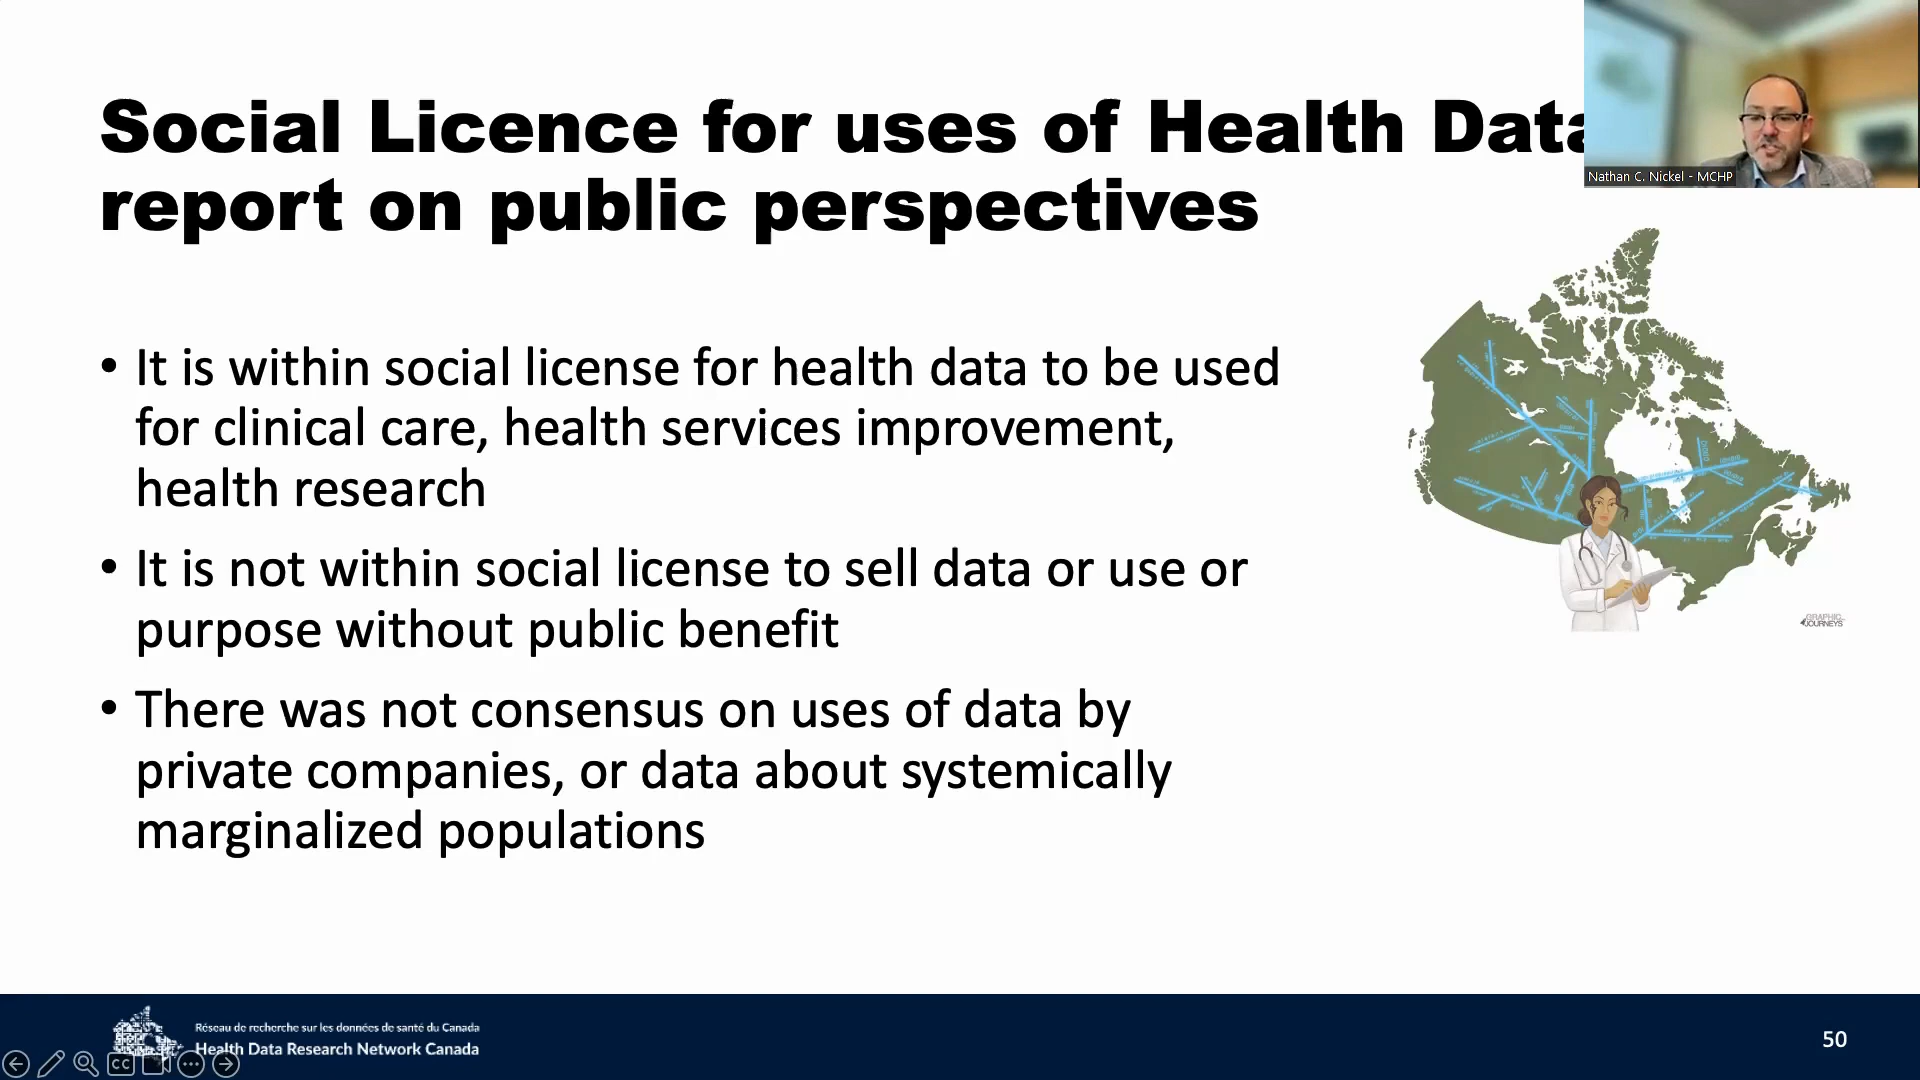 Social Licence for uses of Health Data
report on public perspectives
Nathan C. Nickel - MCHP
• It is within social license for health data to be used
for clinical care, health services improvement,
health research
• It is not within social license to sell data or use or
purpose without public benefit
• There was not consensus on uses of data by
private companies, or data about systemically
marginalized populations
GRAPHIC
JOURNEYS
Réseau de recherche sur les données de santé du Canada
Health Data Research Network Canada
CC
50